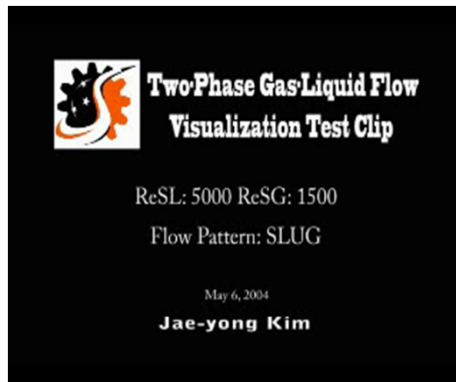 Two-Phase Gas-Liquid Flow
Visualization Test Clip
ReSL: 5000 ReSG: 1500
Flow Pattern: SLUG
May 6, 2004
Jae-yong Kim